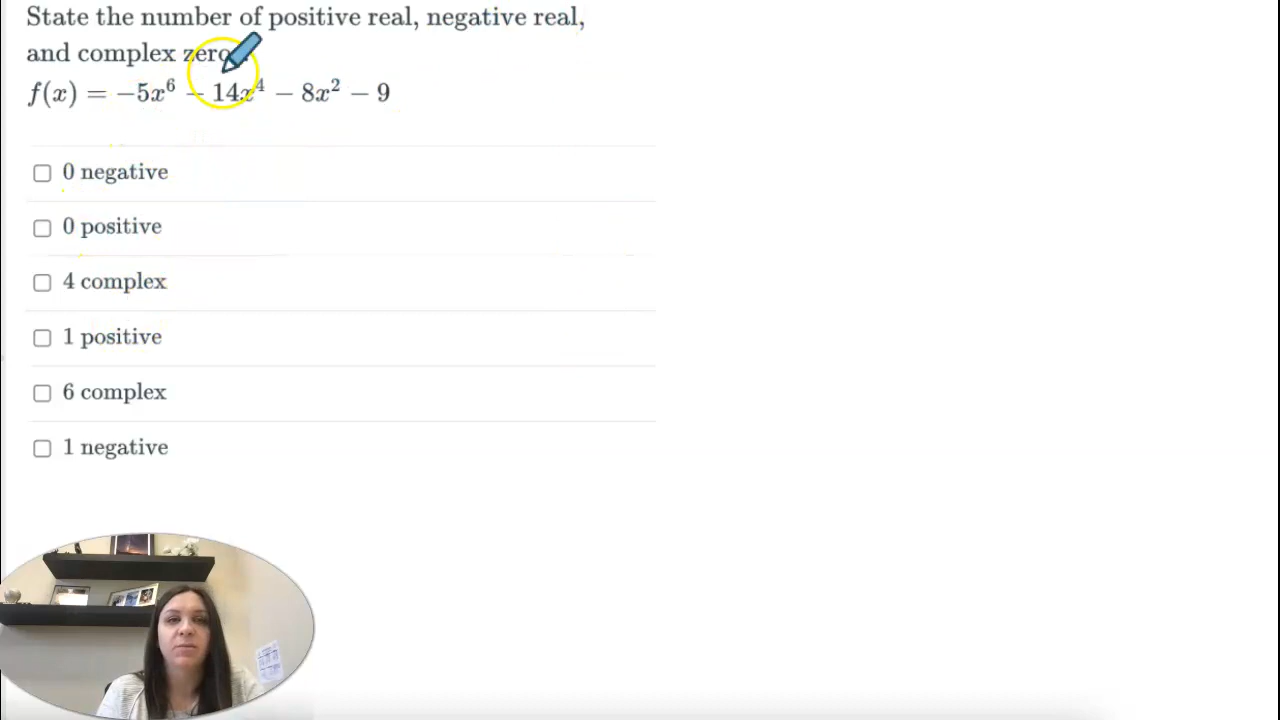 State the number of positive real, negative real,
and complex zero
f(x) = −5x⁶ − 14x⁴ − 8x² − 9
0 negative
0 positive
4 complex
1 positive
6 complex
1 negative